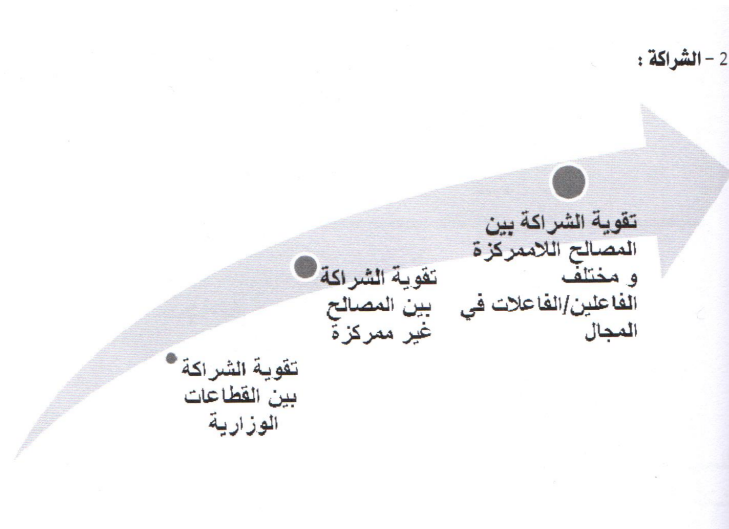 2 - الشراكة :
تقوية الشراكة بين
المصالح اللاممركزة
و مختلف
الفاعلين/الفاعلات في
المجال
تقوية الشراكة
بين المصالح
غير ممركزة
تقوية الشراكة
بين القطاعات
الوزارية